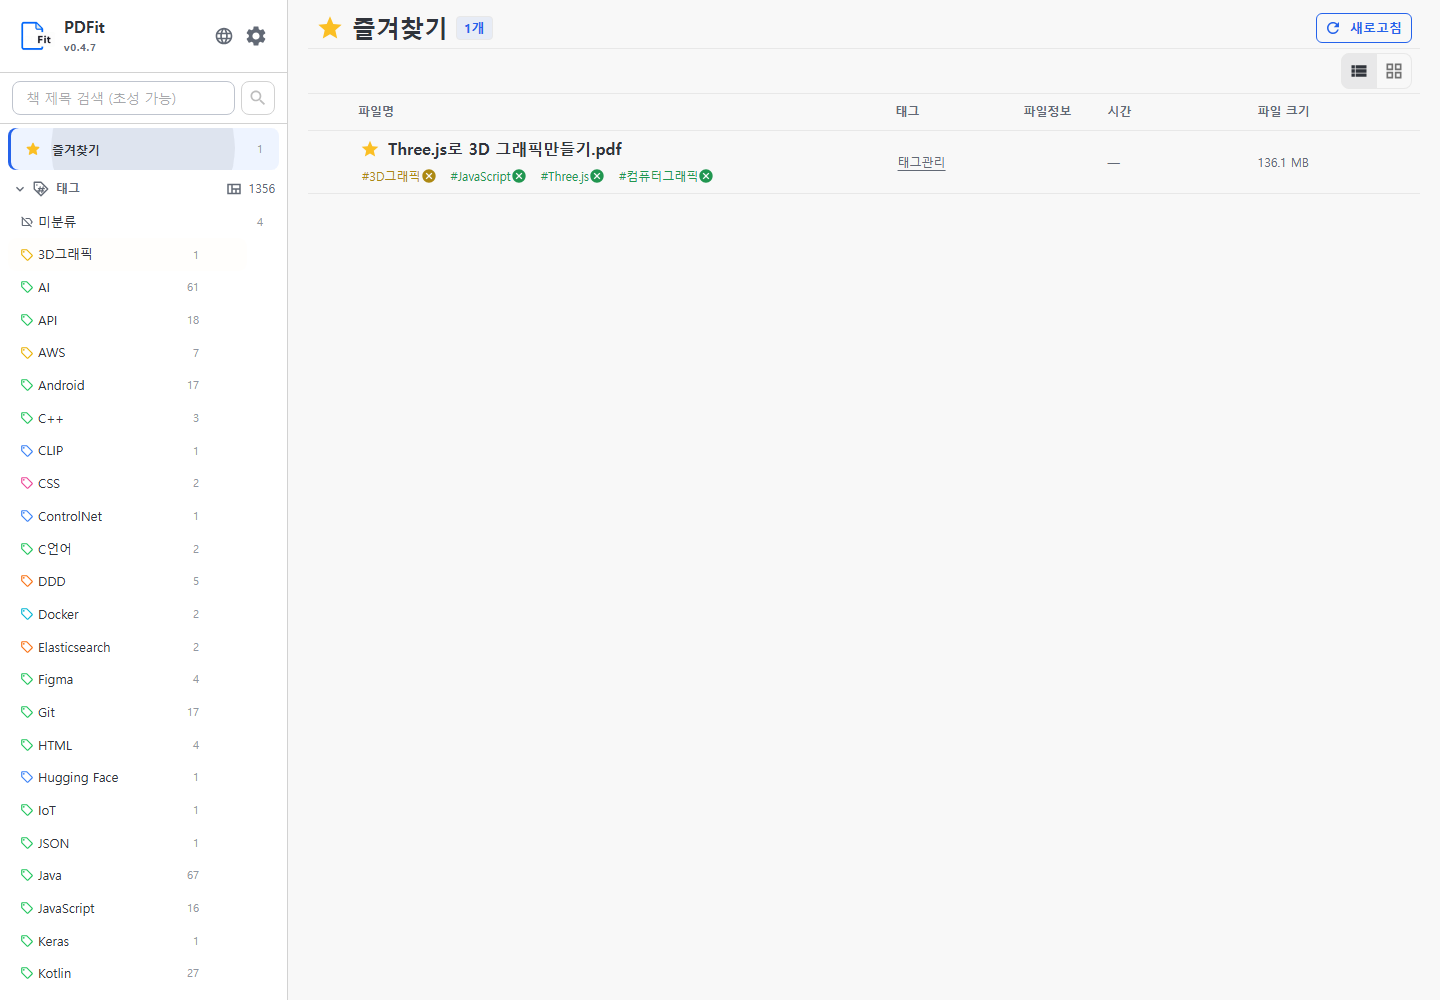 Fit
PDFit
v0.4.7
책 제목 검색 (초성 가능)
즐겨찾기 1
태그 1356
미분류 4
3D그래픽 1
AI 61
API 18
AWS 7
Android 17
C++ 3
CLIP 1
CSS 2
ControlNet 1
C언어 2
DDD 5
Docker 2
Elasticsearch 2
Figma 4
Git 17
HTML 4
Hugging Face 1
IoT 1
JSON 1
Java 67
JavaScript 16
Keras 1
Kotlin 27
즐겨찾기 1개
새로고침
파일명 태그 파일정보 시간 파일 크기
Three.js로 3D 그래픽만들기.pdf
#3D그래픽 #JavaScript #Three.js #컴퓨터그래픽
태그관리 — 136.1 MB